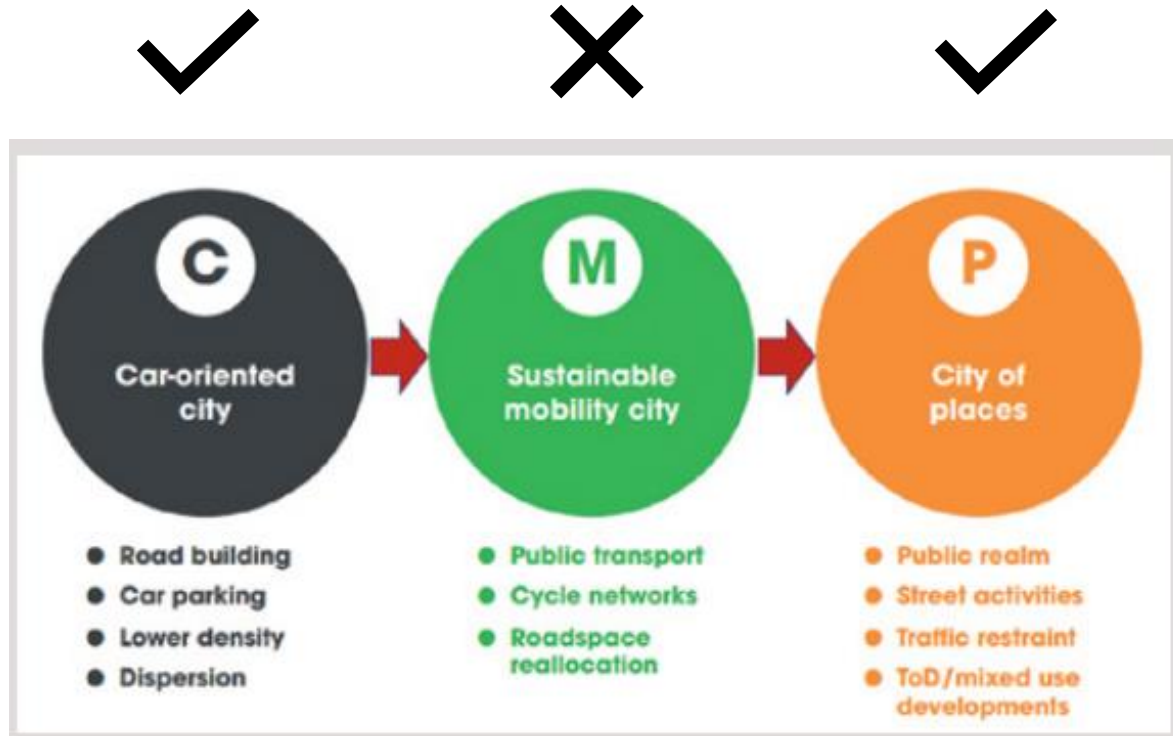 C
Car-oriented
city
● Road building
● Car parking
● Lower density
● Dispersion
M
Sustainable
mobility city
● Public transport
● Cycle networks
● Roadspace
reallocation
P
City of
places
● Public realm
● Street activities
● Traffic restraint
● ToD/mixed use
developments